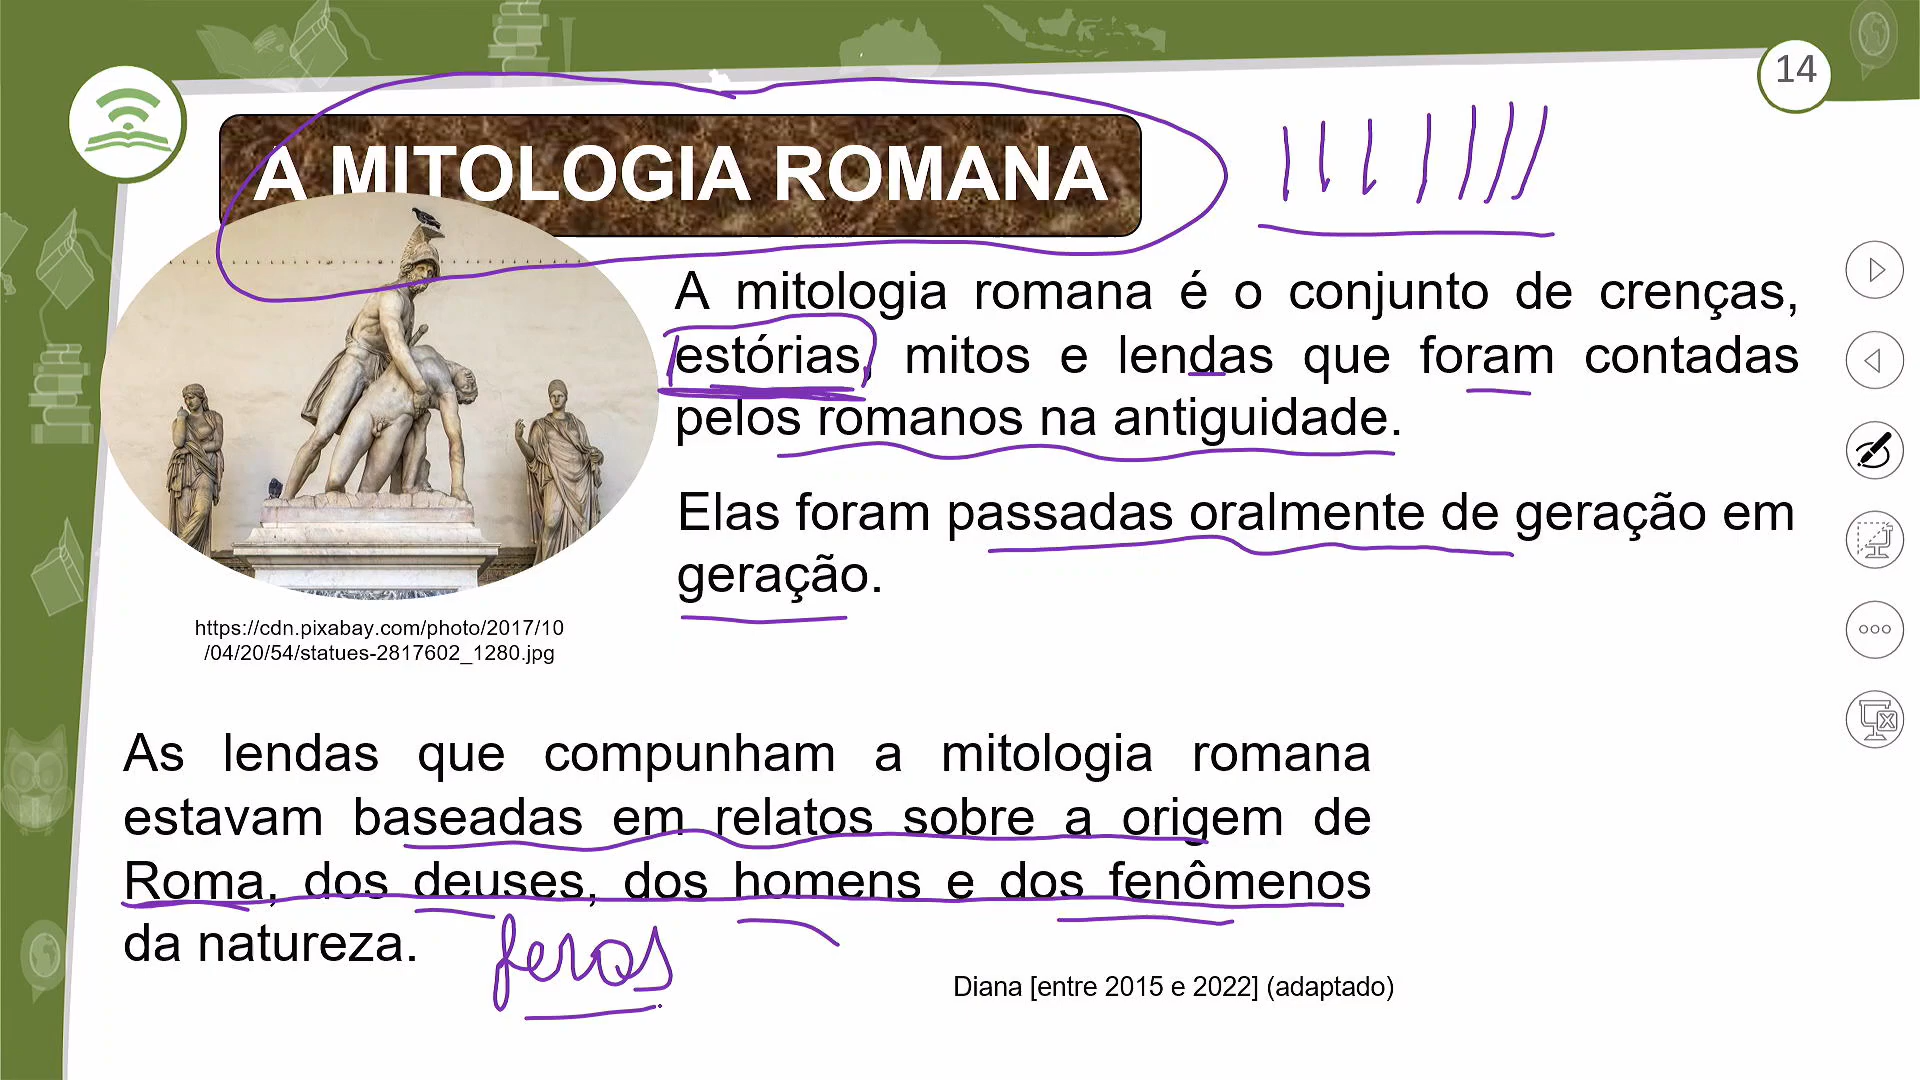 14
A MITOLOGIA ROMANA
A mitologia romana é o conjunto de crenças,
estórias, mitos e lendas que foram contadas
pelos romanos na antiguidade.
Elas foram passadas oralmente de geração em
geração.
https://cdn.pixabay.com/photo/2017/10
/04/20/54/statues-2817602_1280.jpg
As lendas que compunham a mitologia romana
estavam baseadas em relatos sobre a origem de
Roma, dos deuses, dos homens e dos fenômenos
da natureza.
feras
Diana [entre 2015 e 2022] (adaptado)